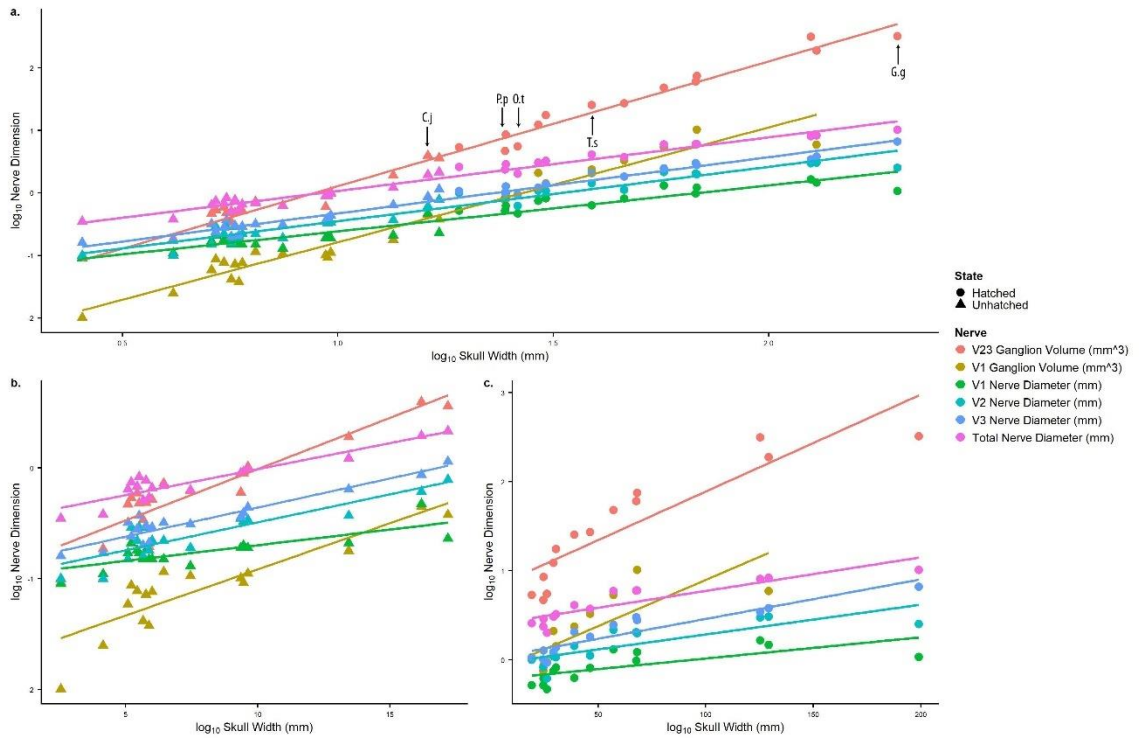 a.
log10 Nerve Dimension
2
1
0
-1
2
C.j
P.p
O.t
T.s
G.g
0.5
1.0
1.5
2.0
log10 Skull Width (mm)
State
Hatched
Unhatched
Nerve
V23 Ganglion Volume (mm^3)
V1 Ganglion Volume (mm^3)
V1 Nerve Diameter (mm)
V2 Nerve Diameter (mm)
V3 Nerve Diameter (mm)
Total Nerve Diameter (mm)
b.
log10 Nerve Dimension
0
-1
2
5
10
15
log10 Skull Width (mm)
c.
log10 Nerve Dimension
3
2
1
0
50
100
150
200
log10 Skull Width (mm)